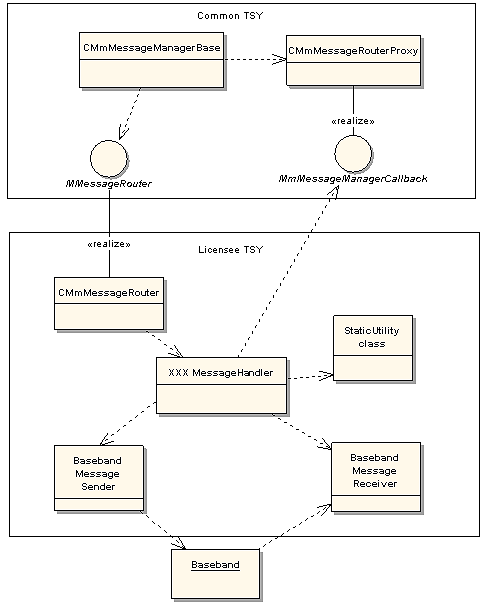 Common TSY
CMmMessageManagerBase
CMmMessageRouterProxy
«realize»
MMessageRouter
MmMessageManagerCallback
«realize»
Licensee TSY
CMmMessageRouter
StaticUtility
class
XXX MessageHandler
Baseband
Message
Sender
Baseband
Message
Receiver
Baseband